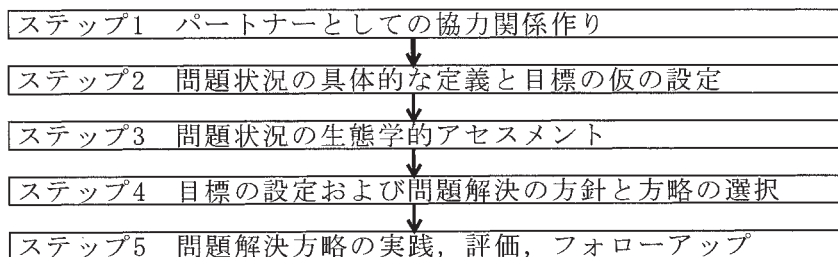 ステップ1 パートナーとしての協力関係作り
ステップ2 問題状況の具体的な定義と目標の仮の設定
ステップ3 問題状況の生態学的アセスメント
ステップ4 目標の設定および問題解決の方針と方略の選択
ステップ5 問題解決方略の実践，評価，フォローアップ